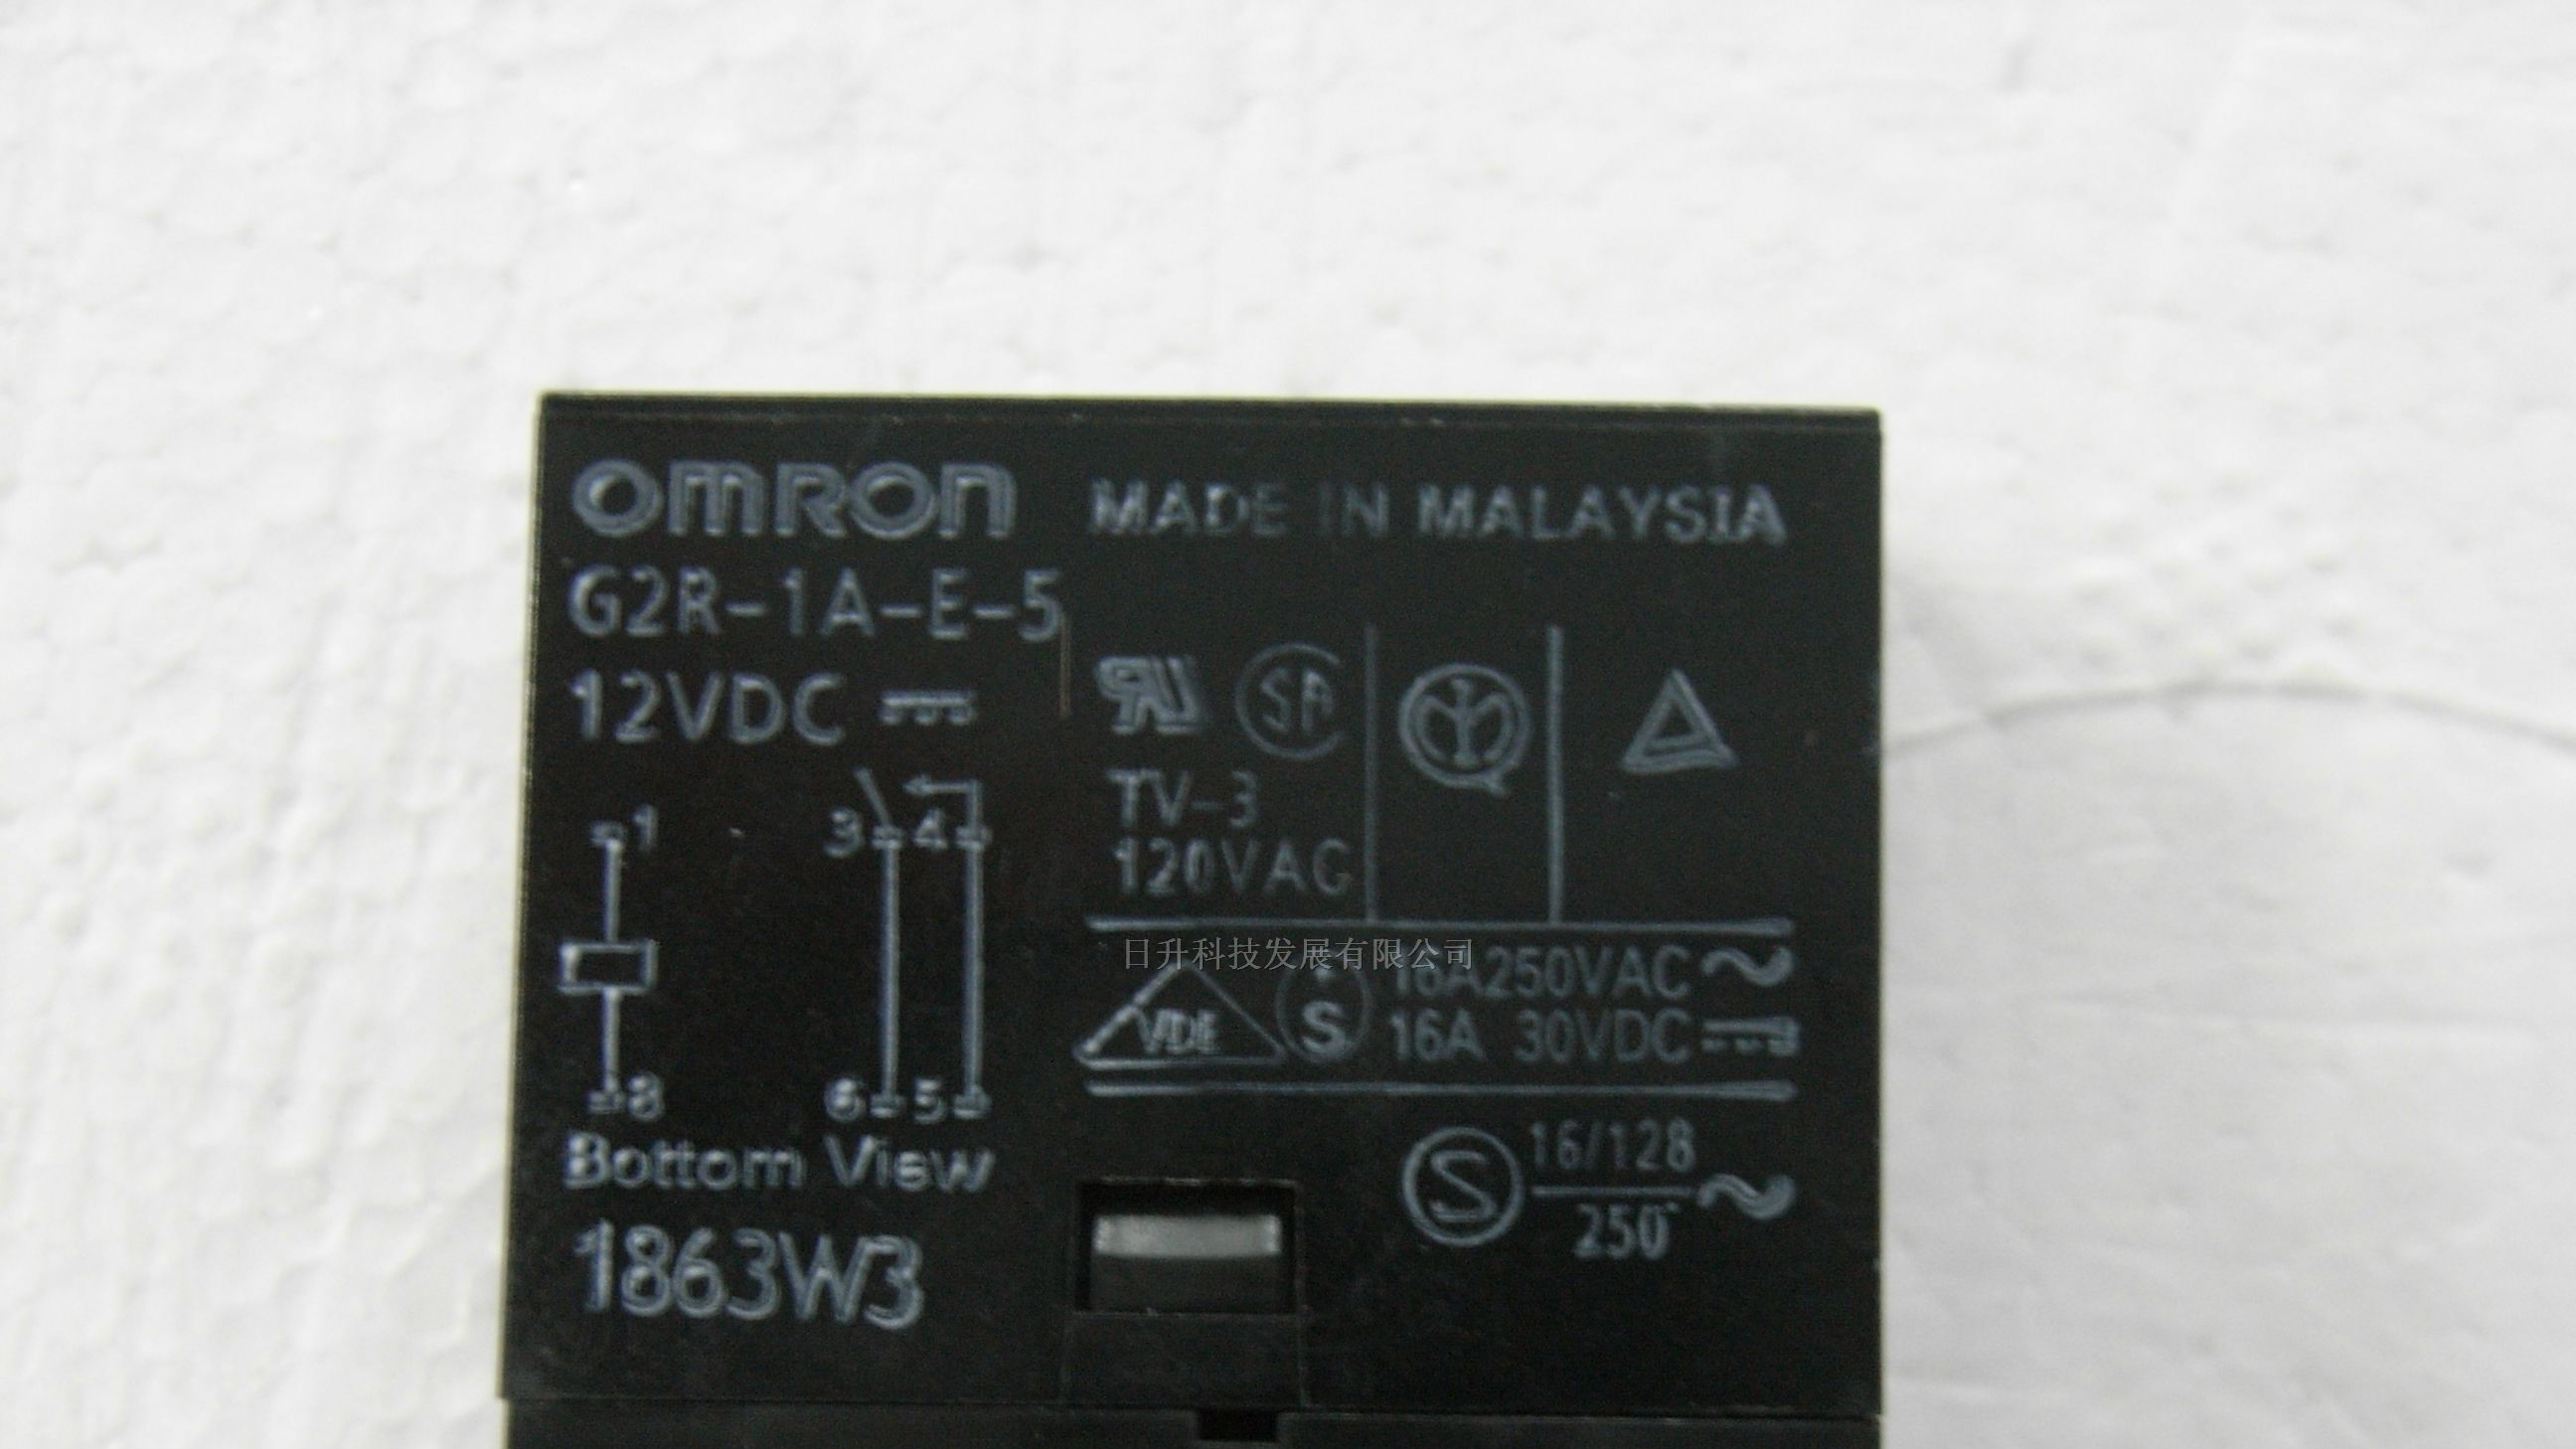 omron MADE IN MALAYSIA
G2R-1A-E-5
12VDC
TV-3
120VAC
1 3 4
8 6 5
Bottom View
1863W3
日升科技发展有限公司
VDE S 16A250VAC
16A 30VDC
S 16/128
250